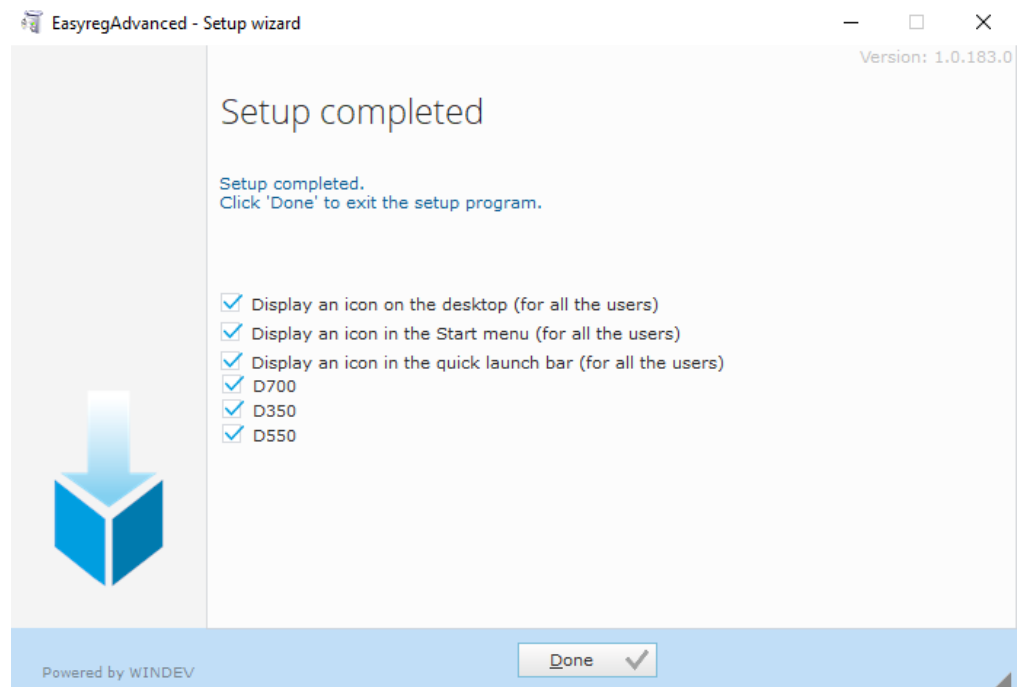 EasyregAdvanced - Setup wizard
Version: 1.0.183.0
Setup completed
Setup completed.
Click 'Done' to exit the setup program.
Display an icon on the desktop (for all the users)
Display an icon in the Start menu (for all the users)
Display an icon in the quick launch bar (for all the users)
D700
D350
D550
Done
Powered by WINDEV